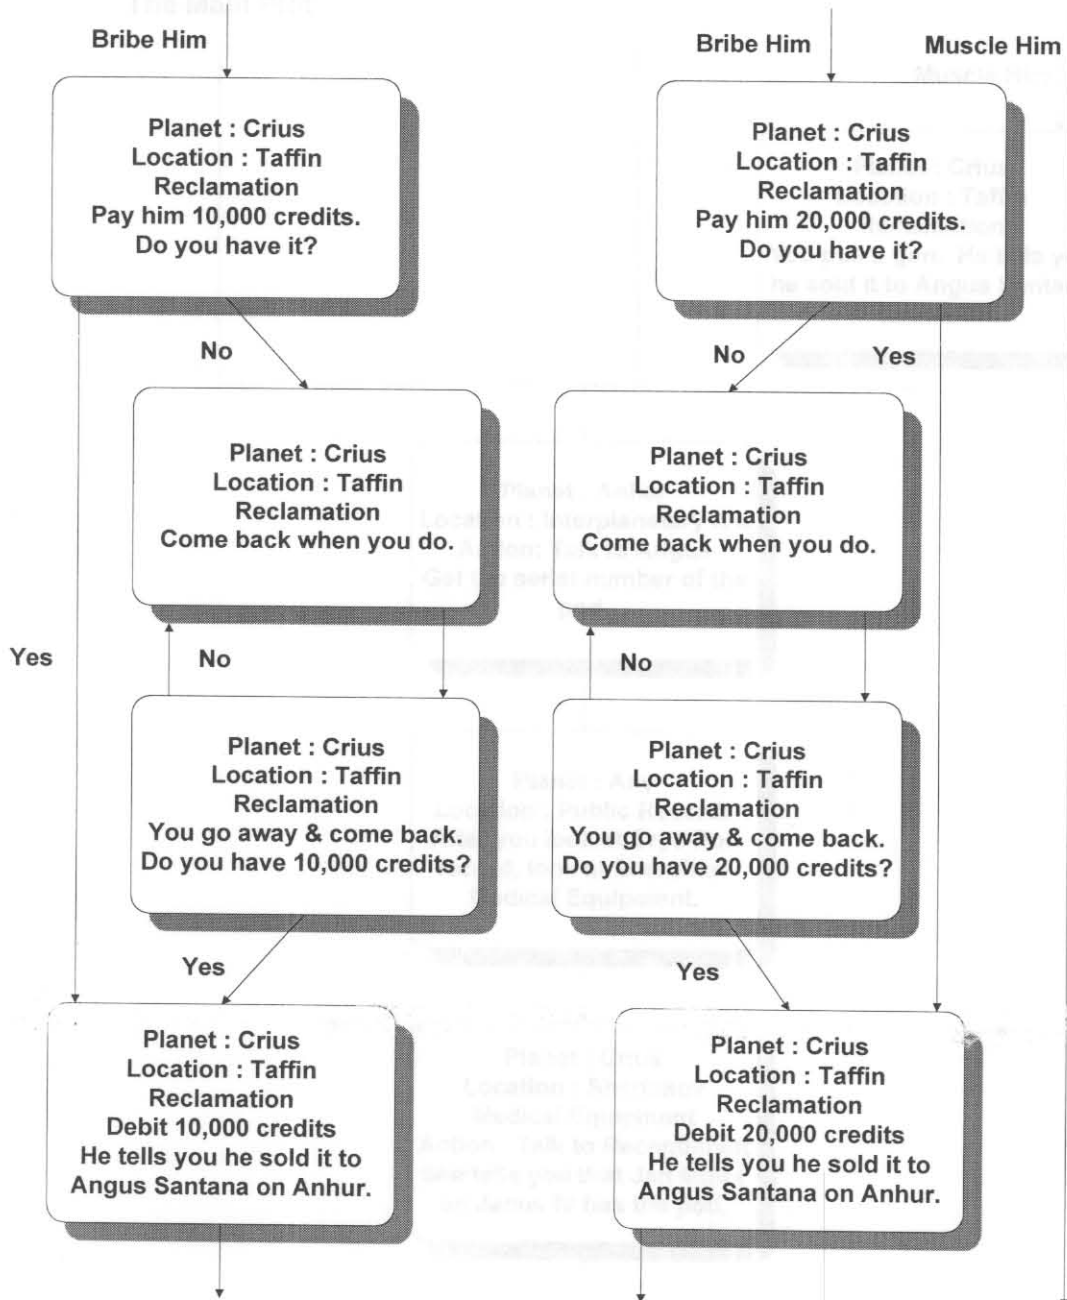 Bribe Him
Planet : Crius
Location : Taffin
Reclamation
Pay him 10,000 credits.
Do you have it?
No
Planet : Crius
Location : Taffin
Reclamation
Come back when you do.
Yes
No
Planet : Crius
Location : Taffin
Reclamation
You go away & come back.
Do you have 10,000 credits?
Yes
Planet : Crius
Location : Taffin
Reclamation
Debit 10,000 credits
He tells you he sold it to
Angus Santana on Anhur.
Bribe Him
Muscle Him
Planet : Crius
Location : Taffin
Reclamation
Pay him 20,000 credits.
Do you have it?
No
Yes
Planet : Crius
Location : Taffin
Reclamation
Come back when you do.
No
Planet : Crius
Location : Taffin
Reclamation
You go away & come back.
Do you have 20,000 credits?
Yes
Planet : Crius
Location : Taffin
Reclamation
Debit 20,000 credits
He tells you he sold it to
Angus Santana on Anhur.